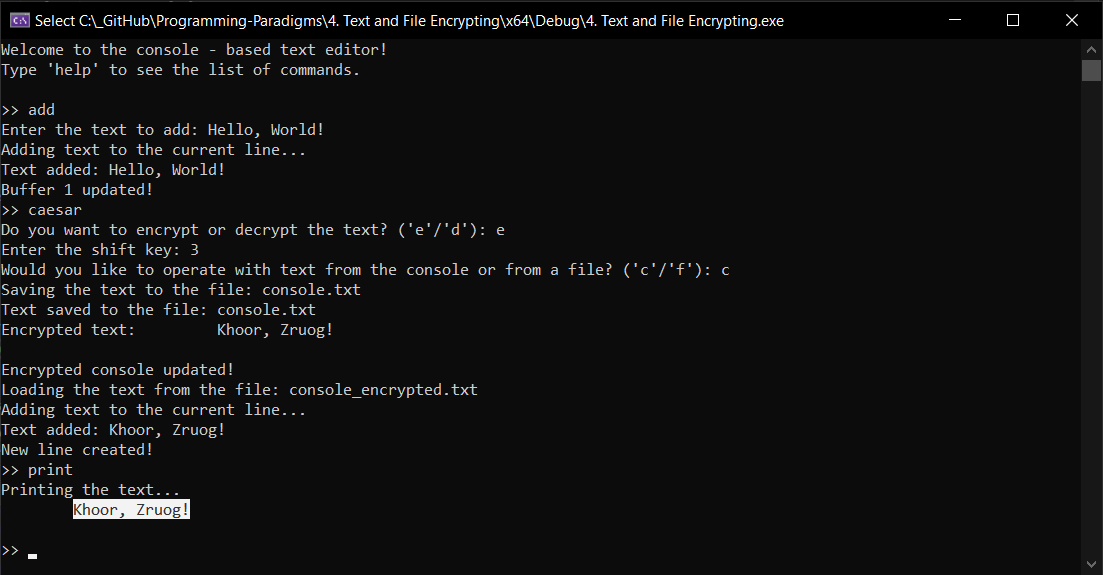 Select C:\_GitHub\Programming-Paradigms\4. Text and File Encrypting\x64\Debug\4. Text and File Encrypting.exe
Welcome to the console - based text editor!
Type 'help' to see the list of commands.
>> add
Enter the text to add: Hello, World!
Adding text to the current line...
Text added: Hello, World!
Buffer 1 updated!
>> caesar
Do you want to encrypt or decrypt the text? ('e'/'d'): e
Enter the shift key: 3
Would you like to operate with text from the console or from a file? ('c'/'f'): c
Saving the text to the file: console.txt
Text saved to the file: console.txt
Encrypted text:         Khoor, Zruog!
Encrypted console updated!
Loading the text from the file: console_encrypted.txt
Adding text to the current line...
Text added: Khoor, Zruog!
New line created!
>> print
Printing the text...
        Khoor, Zruog!
>>